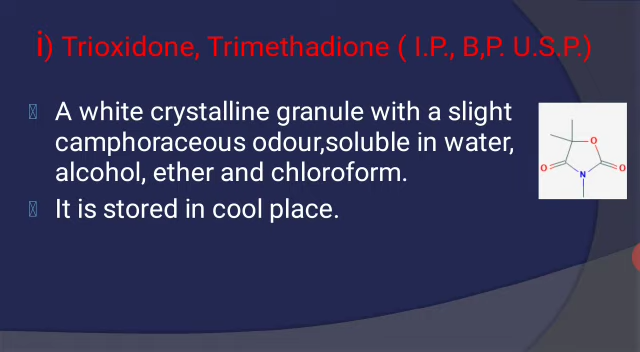 i) Trioxidone, Trimethadione ( I.P., B,P. U.S.P.)
A white crystalline granule with a slight
camphoraceous odour,soluble in water,
alcohol, ether and chloroform.
It is stored in cool place.
O
O
O
N